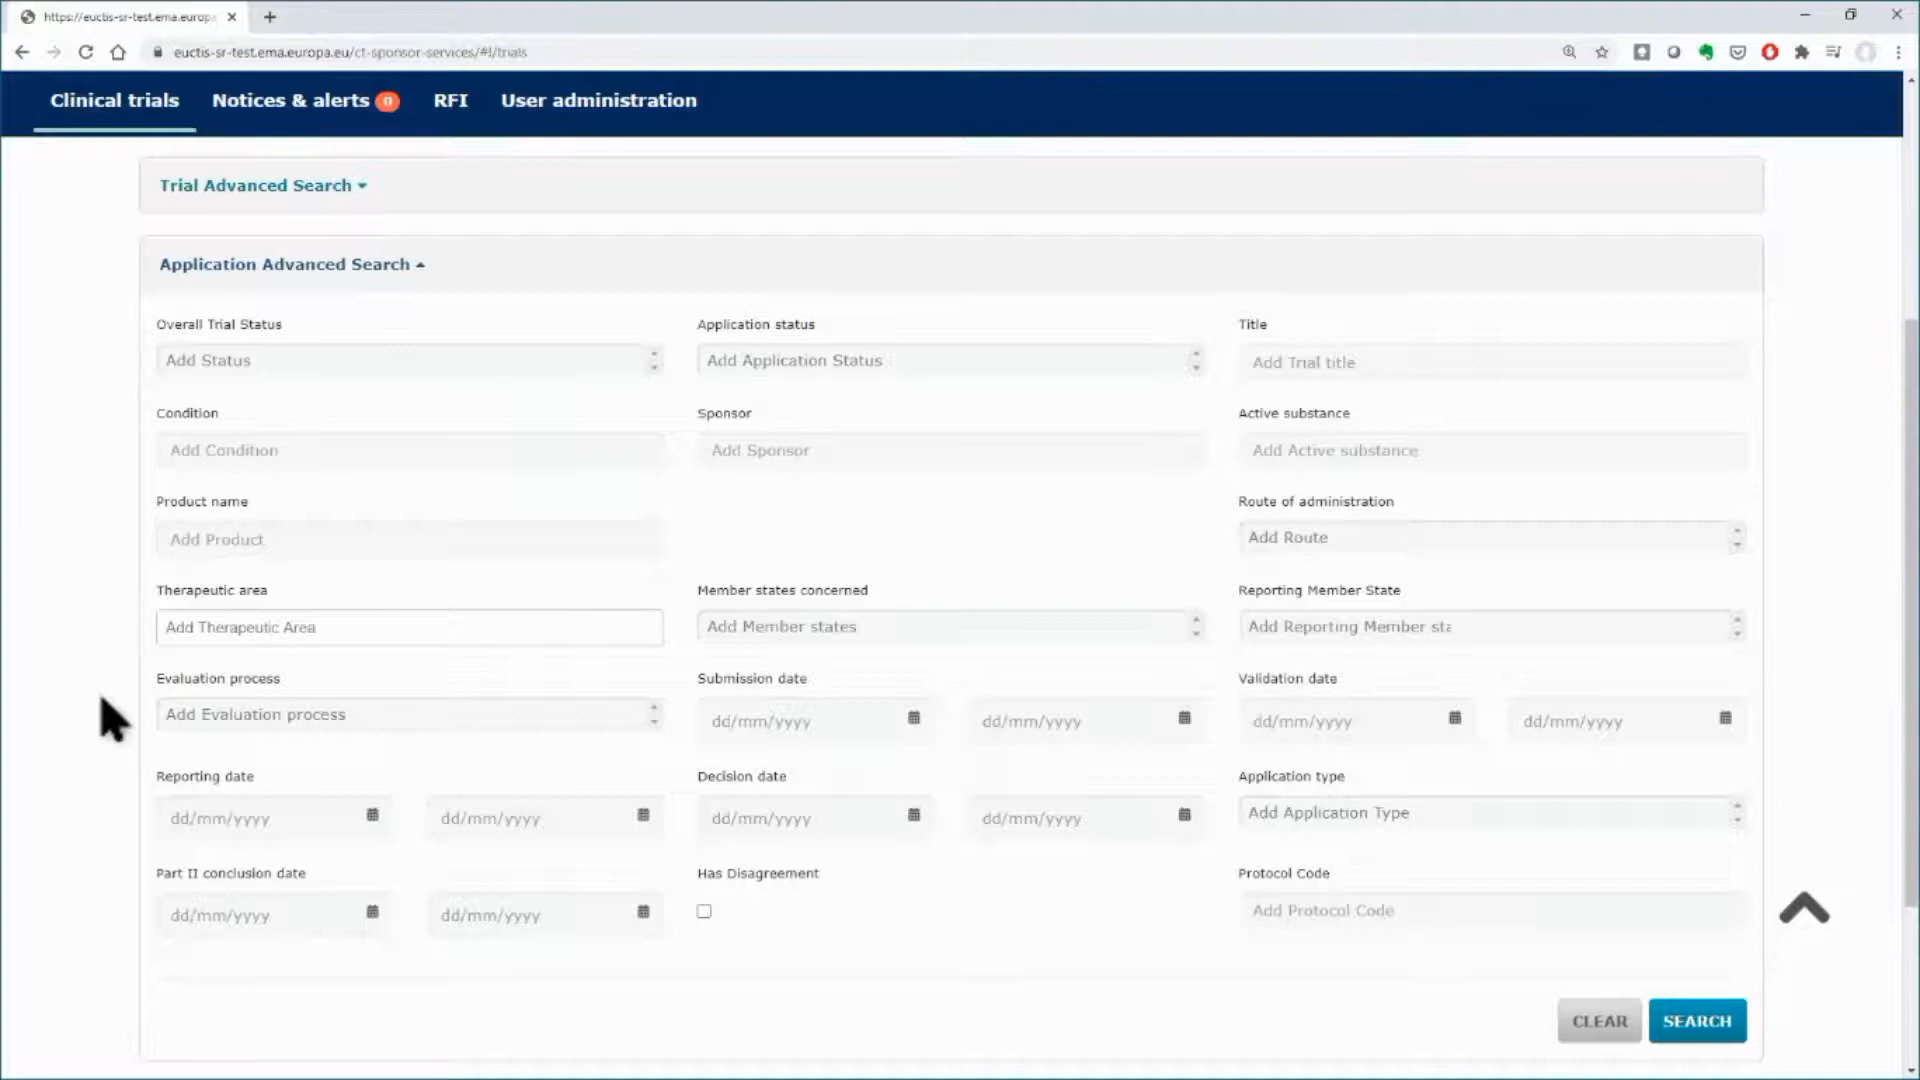 https://euctis-sr-test.ema.europa
euctis-sr-test.ema.europa.eu/ct-sponsor-services/#!/trials
Clinical trials Notices & alerts 0 RFI User administration
Trial Advanced Search
Application Advanced Search
Overall Trial Status Application status Title
Add Status Add Application Status Add Trial title
Condition Sponsor Active substance
Add Condition Add Sponsor Add Active substance
Product name Route of administration
Add Product Add Route
Therapeutic area Member states concerned Reporting Member State
Add Therapeutic Area Add Member states Add Reporting Member sta
Evaluation process Submission date Validation date
Add Evaluation process dd/mm/yyyy dd/mm/yyyy dd/mm/yyyy dd/mm/yyyy
Reporting date Decision date Application type
dd/mm/yyyy dd/mm/yyyy dd/mm/yyyy dd/mm/yyyy Add Application Type
Part II conclusion date Has Disagreement Protocol Code
dd/mm/yyyy dd/mm/yyyy Add Protocol Code
CLEAR SEARCH